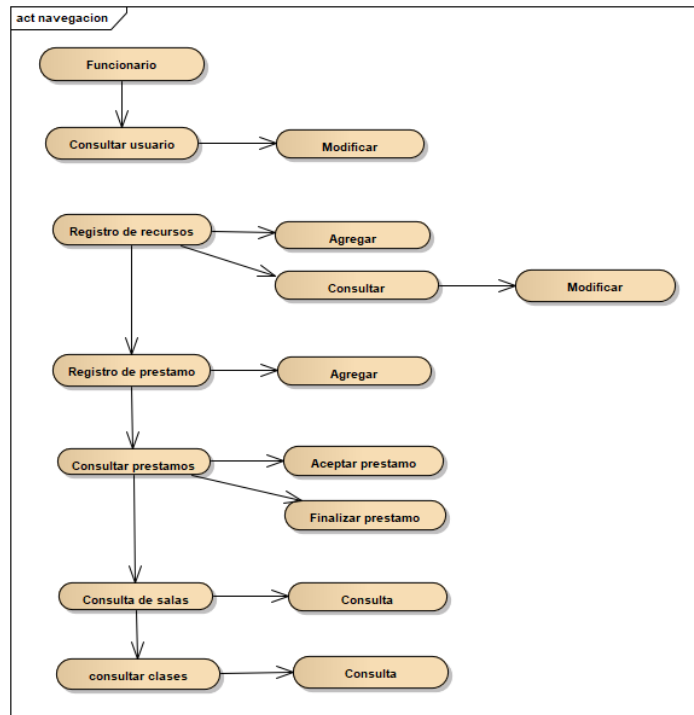 act navegacion
Funcionario
Consultar usuario
Modificar
Registro de recursos
Agregar
Consultar
Modificar
Registro de prestamo
Agregar
Consultar prestamos
Aceptar prestamo
Finalizar prestamo
Consulta de salas
Consulta
consultar clases
Consulta